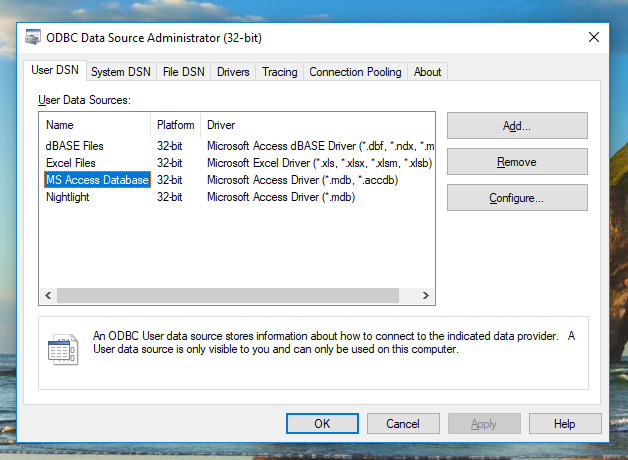 ODBC Data Source Administrator (32-bit)
User DSN System DSN File DSN Drivers Tracing Connection Pooling About
User Data Sources:
Name Platform Driver
dBASE Files 32-bit Microsoft Access dBASE Driver (*.dbf, *.ndx, *.m
Excel Files 32-bit Microsoft Excel Driver (*.xls, *.xlsx, *.xlsm, *.xlsb)
MS Access Database 32-bit Microsoft Access Driver (*.mdb, *.accdb)
Nightlight 32-bit Microsoft Access Driver (*.mdb)
Add...
Remove
Configure...
An ODBC User data source stores information about how to connect to the indicated data provider. A
User data source is only visible to you and can only be used on this computer.
OK Cancel Apply Help